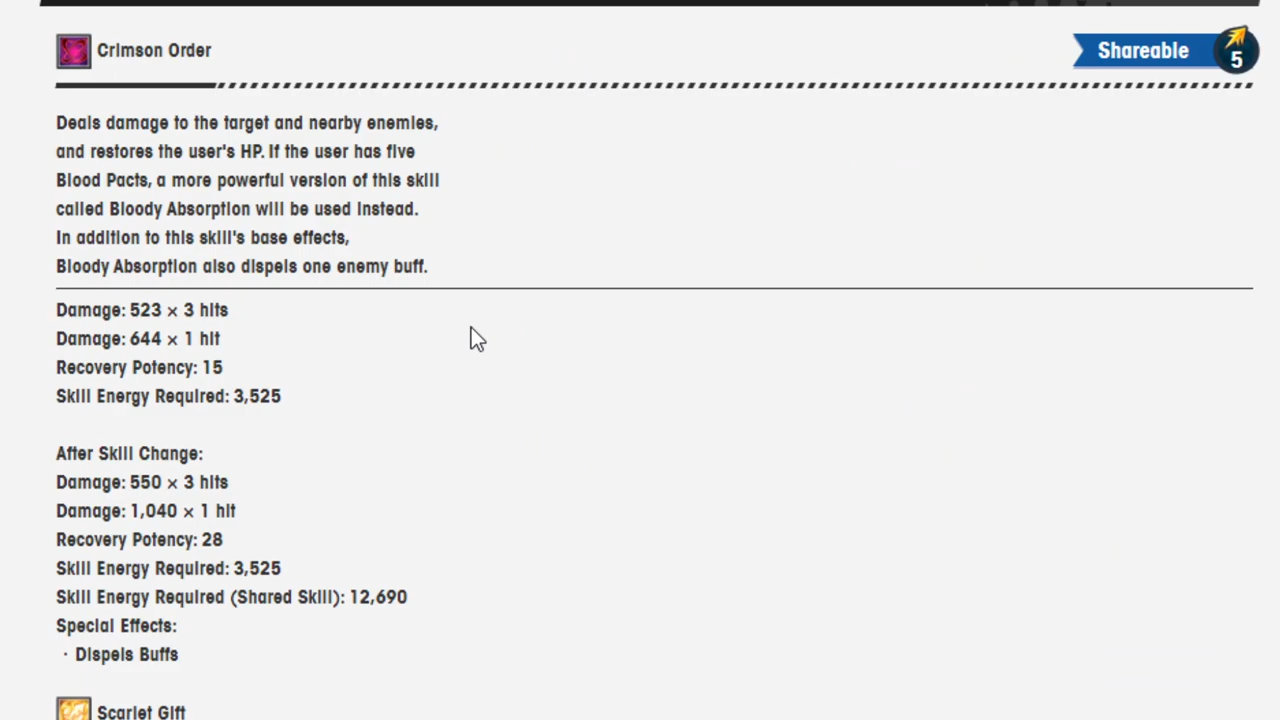 Crimson Order
Shareable
5
Deals damage to the target and nearby enemies,
and restores the user's HP. If the user has five
Blood Pacts, a more powerful version of this skill
called Bloody Absorption will be used instead.
In addition to this skill's base effects,
Bloody Absorption also dispels one enemy buff.
Damage: 523 × 3 hits
Damage: 644 × 1 hit
Recovery Potency: 15
Skill Energy Required: 3,525
After Skill Change:
Damage: 550 × 3 hits
Damage: 1,040 × 1 hit
Recovery Potency: 28
Skill Energy Required: 3,525
Skill Energy Required (Shared Skill): 12,690
Special Effects:
· Dispels Buffs
Scarlet Gift